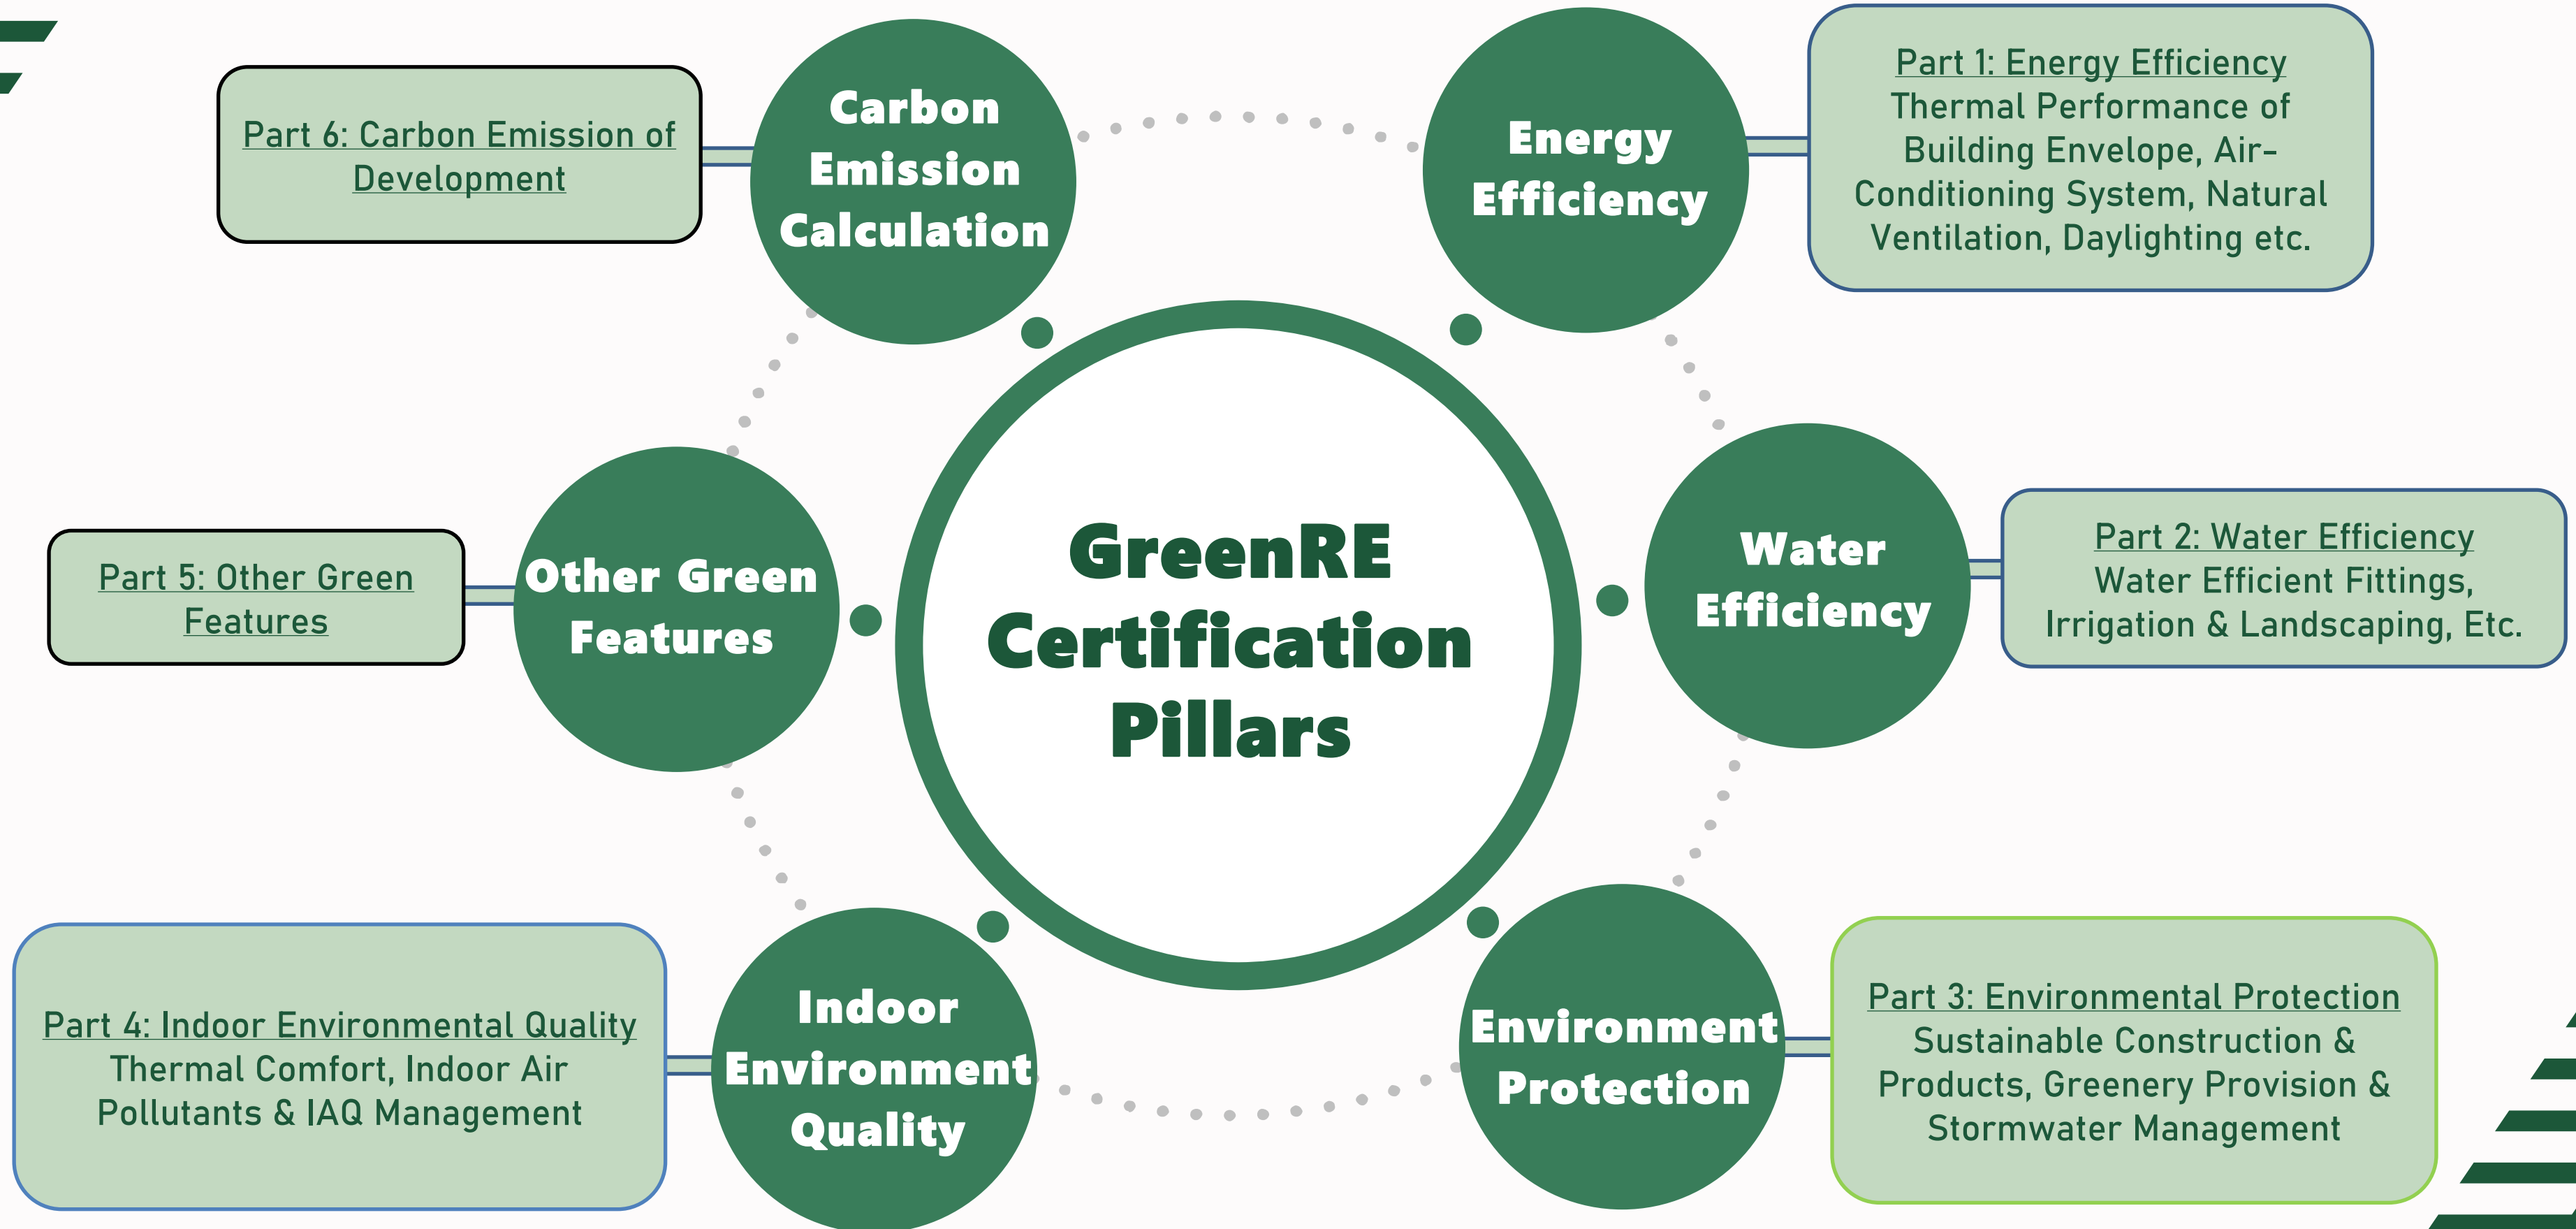 Carbon
Emission
Calculation
Part 6: Carbon Emission of
Development
Energy
Efficiency
Part 1: Energy Efficiency
Thermal Performance of
Building Envelope, Air-
Conditioning System, Natural
Ventilation, Daylighting etc.
GreenRE
Certification
Pillars
Other Green
Features
Part 5: Other Green
Features
Water
Efficiency
Part 2: Water Efficiency
Water Efficient Fittings,
Irrigation & Landscaping, Etc.
Indoor
Environment
Quality
Part 4: Indoor Environmental Quality
Thermal Comfort, Indoor Air
Pollutants & IAQ Management
Environment
Protection
Part 3: Environmental Protection
Sustainable Construction &
Products, Greenery Provision &
Stormwater Management